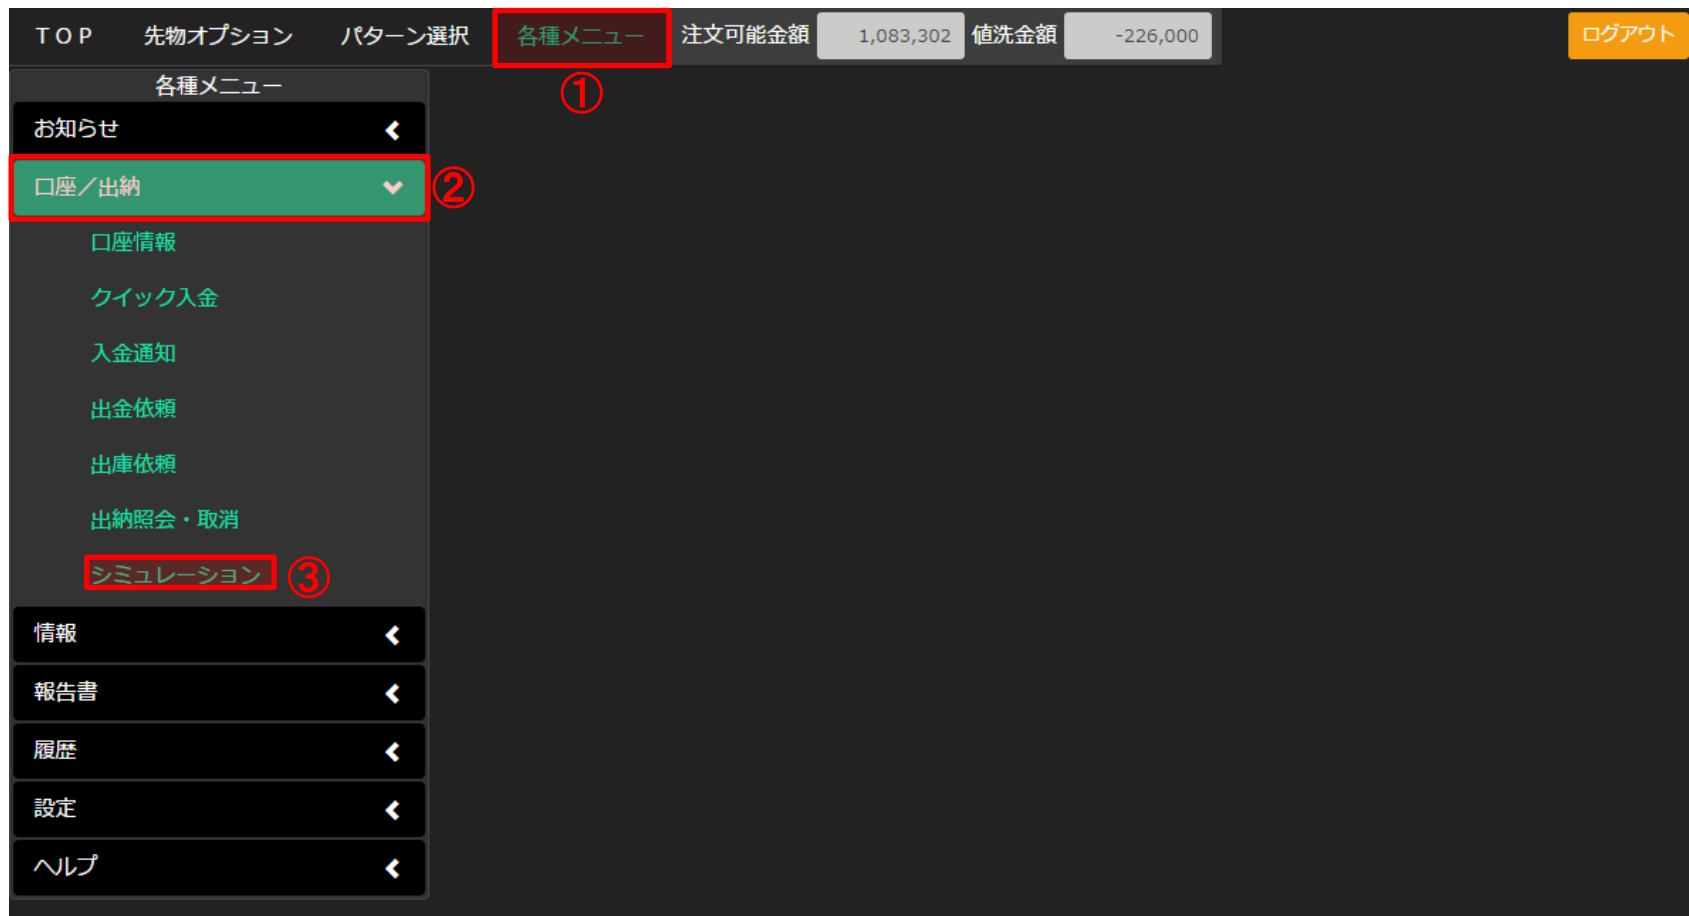 TOP 先物オプション パターン選択 各種メニュー 注文可能金額 1,083,302 値洗金額 -226,000 ログアウト
①
各種メニュー
お知らせ
口座／出納 ②
口座情報
クイック入金
入金通知
出金依頼
出庫依頼
出納照会・取消
シミュレーション ③
情報
報告書
履歴
設定
ヘルプ